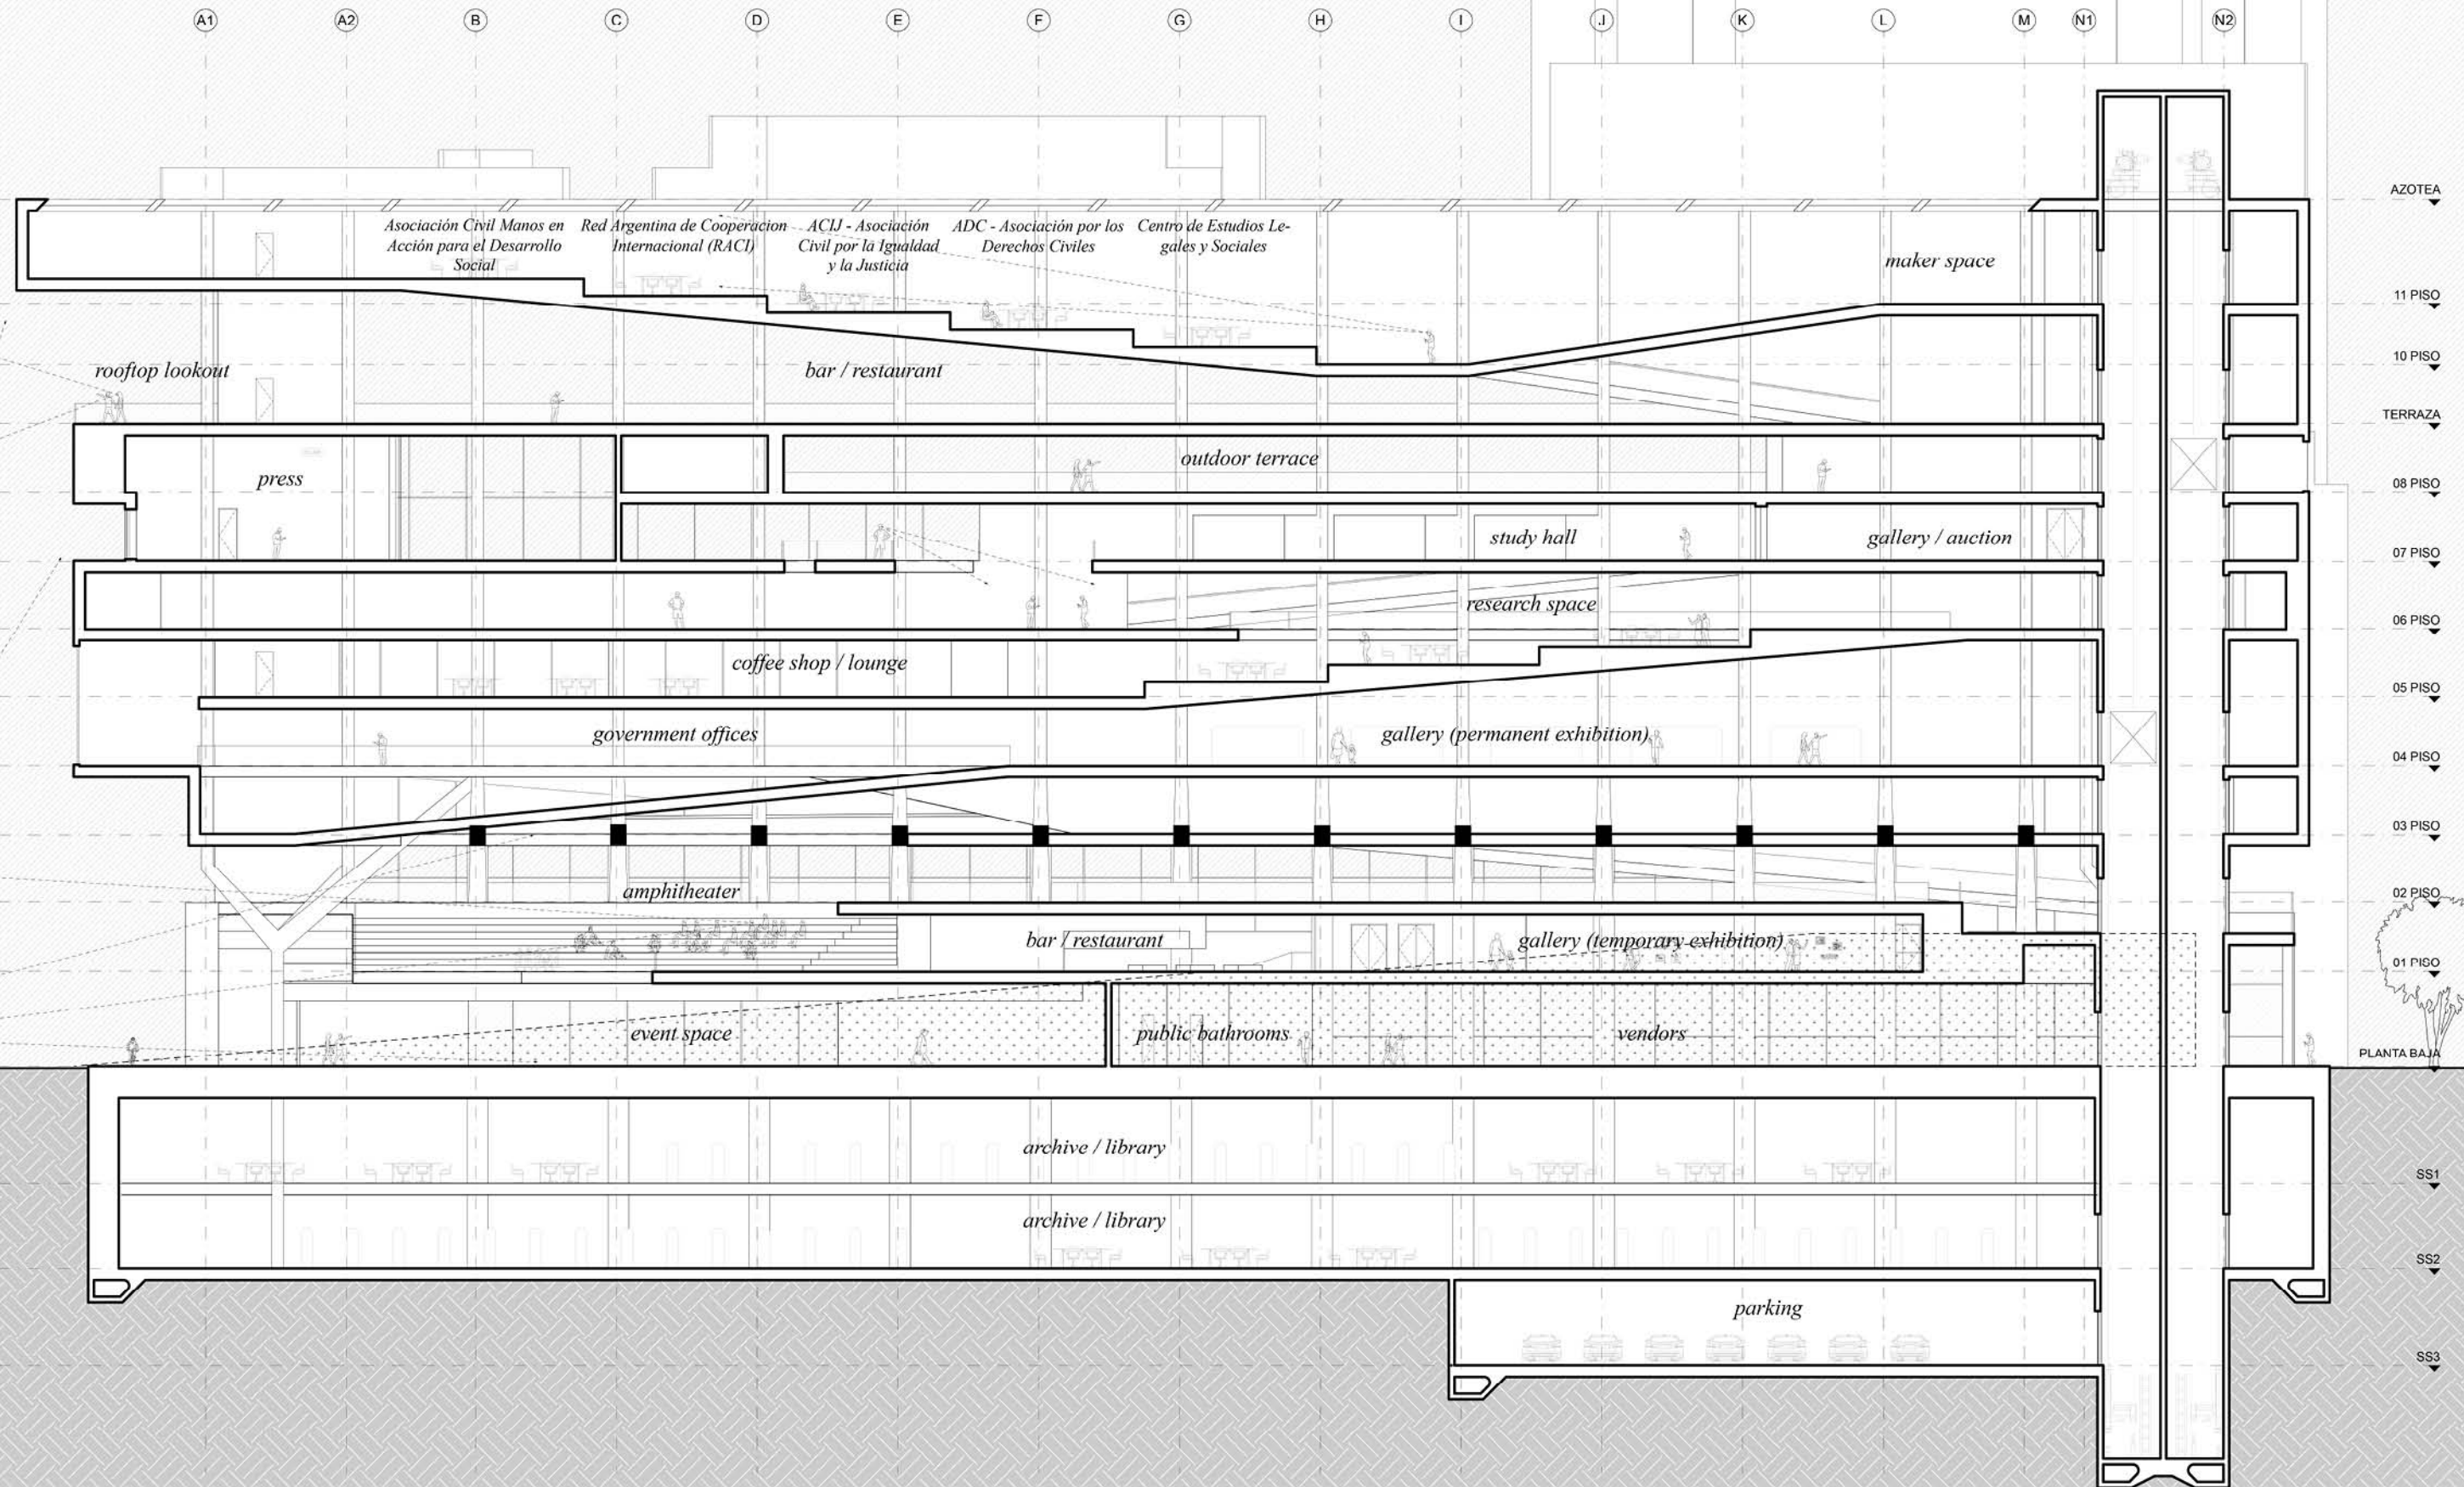 A1 A2 B C D E F G H I J K L M N1 N2
AZOTEA
Asociación Civil Manos en
Acción para el Desarrollo
Social
Red Argentina de Cooperacion
Internacional (RACI)
ACIJ - Asociación
Civil por la Igualdad
y la Justicia
ADC - Asociación por los
Derechos Civiles
Centro de Estudios Le-
gales y Sociales
maker space
11 PISO
rooftop lookout
bar / restaurant
10 PISO
TERRAZA
press
outdoor terrace
08 PISO
study hall
gallery / auction
07 PISO
research space
06 PISO
coffee shop / lounge
05 PISO
government offices
gallery (permanent exhibition)
04 PISO
03 PISO
amphitheater
02 PISO
bar / restaurant
gallery (temporary exhibition)
01 PISO
event space
public bathrooms
vendors
PLANTA BAJA
archive / library
SS1
archive / library
SS2
parking
SS3